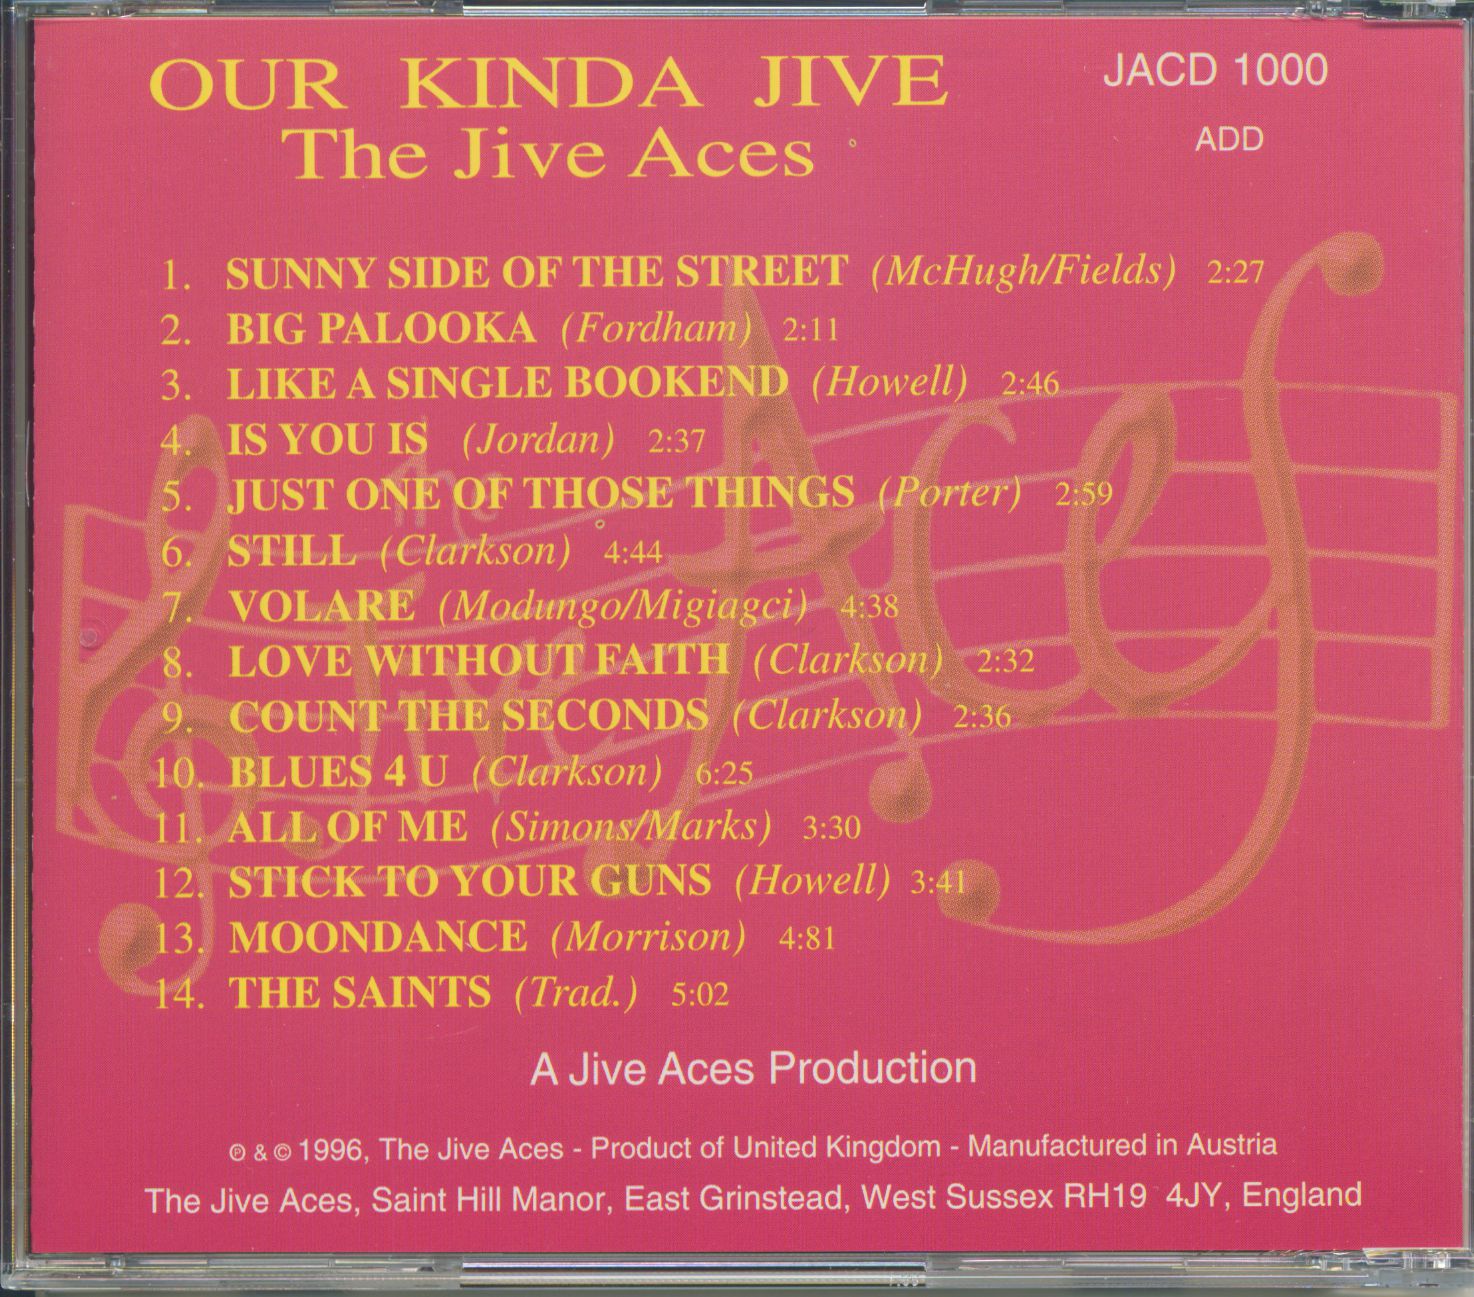 OUR KINDA JIVE
The Jive Aces
JACD 1000
ADD
1. SUNNY SIDE OF THE STREET (McHugh/Fields) 2:27
2. BIG PALOOKA (Fordham) 2:11
3. LIKE A SINGLE BOOKEND (Howell) 2:46
4. IS YOU IS (Jordan) 2:37
5. JUST ONE OF THOSE THINGS (Porter) 2:59
6. STILL (Clarkson) 4:44
7. VOLARE (Modungo/Migiagci) 4:38
8. LOVE WITHOUT FAITH (Clarkson) 2:32
9. COUNT THE SECONDS (Clarkson) 2:36
10. BLUES 4 U (Clarkson) 6:25
11. ALL OF ME (Simons/Marks) 3:30
12. STICK TO YOUR GUNS (Howell) 3:41
13. MOONDANCE (Morrison) 4:81
14. THE SAINTS (Trad.) 5:02
the Jive Aces
A Jive Aces Production
℗ & © 1996, The Jive Aces - Product of United Kingdom - Manufactured in Austria
The Jive Aces, Saint Hill Manor, East Grinstead, West Sussex RH19 4JY, England